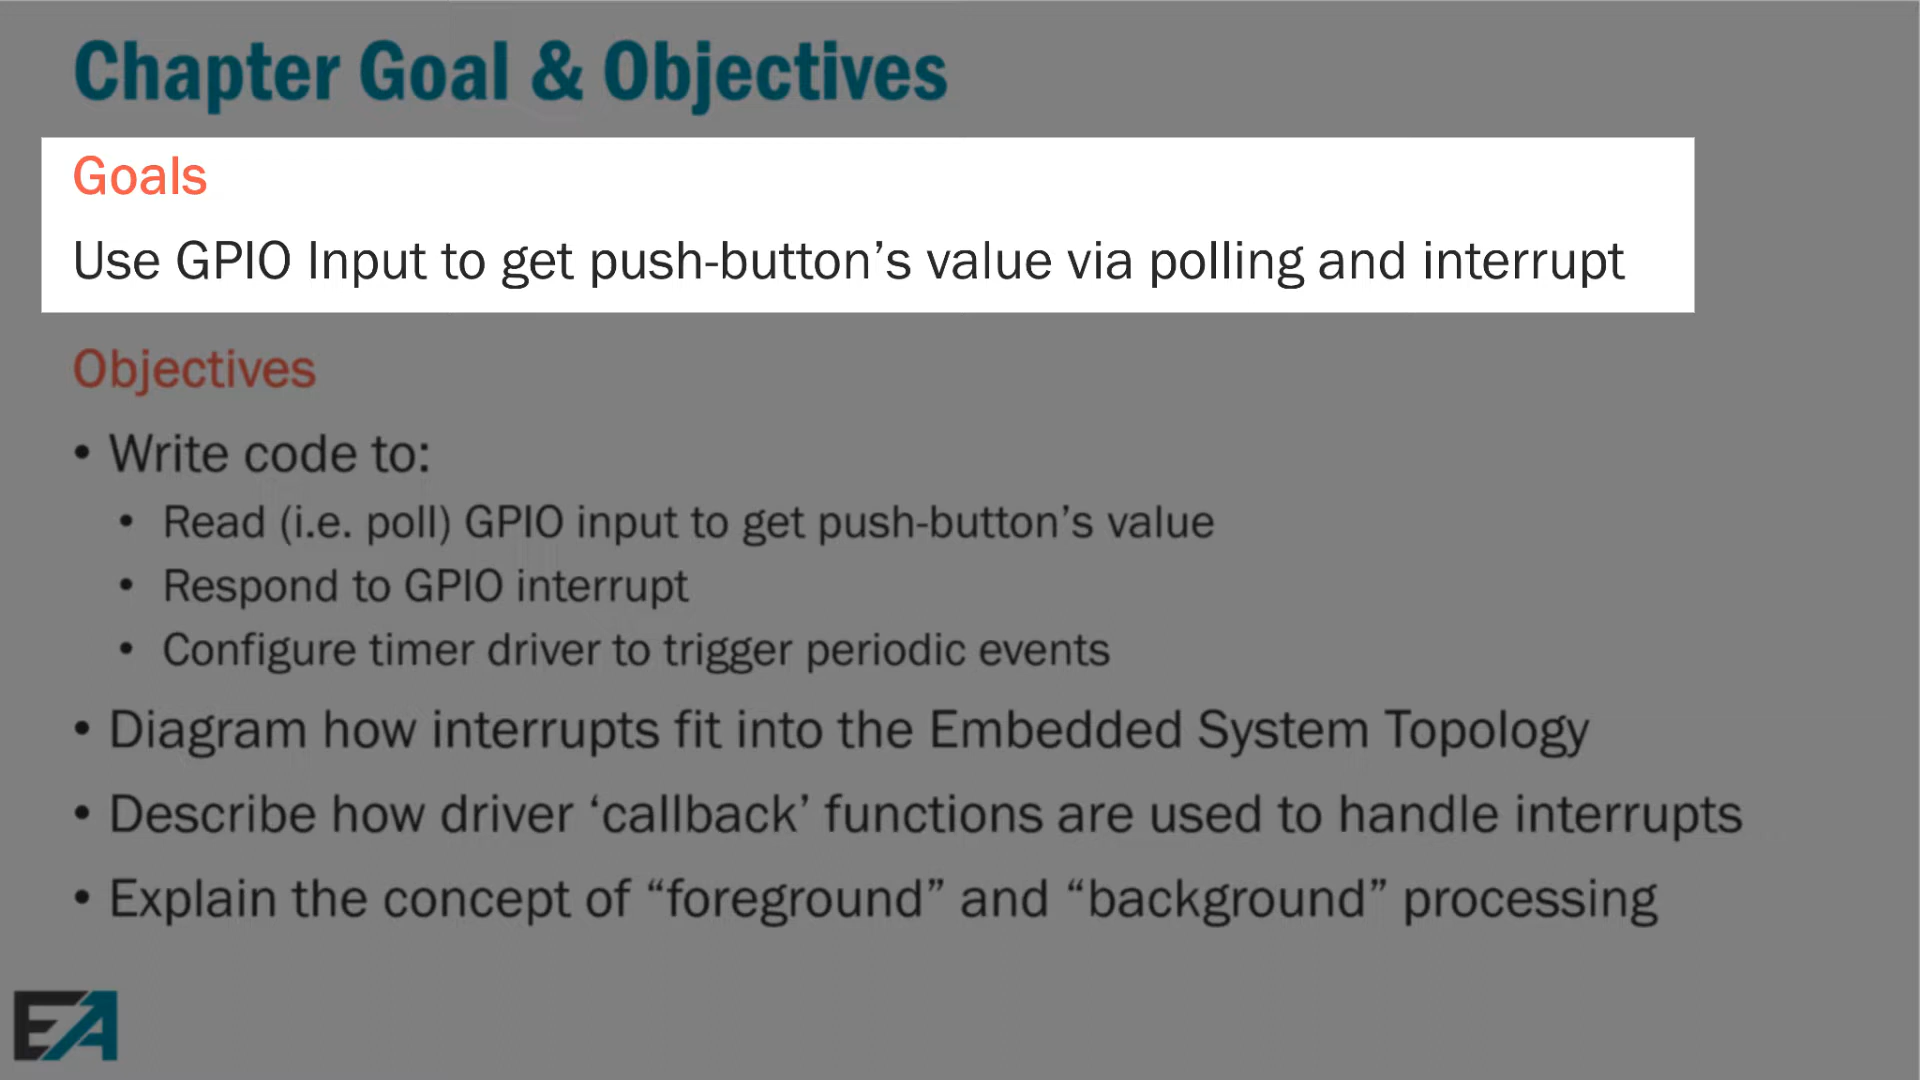 Chapter Goal & Objectives
Goals
Use GPIO Input to get push-button’s value via polling and interrupt
Objectives
• Write code to:
• Read (i.e. poll) GPIO input to get push-button’s value
• Respond to GPIO interrupt
• Configure timer driver to trigger periodic events
• Diagram how interrupts fit into the Embedded System Topology
• Describe how driver ‘callback’ functions are used to handle interrupts
• Explain the concept of “foreground” and “background” processing
EA